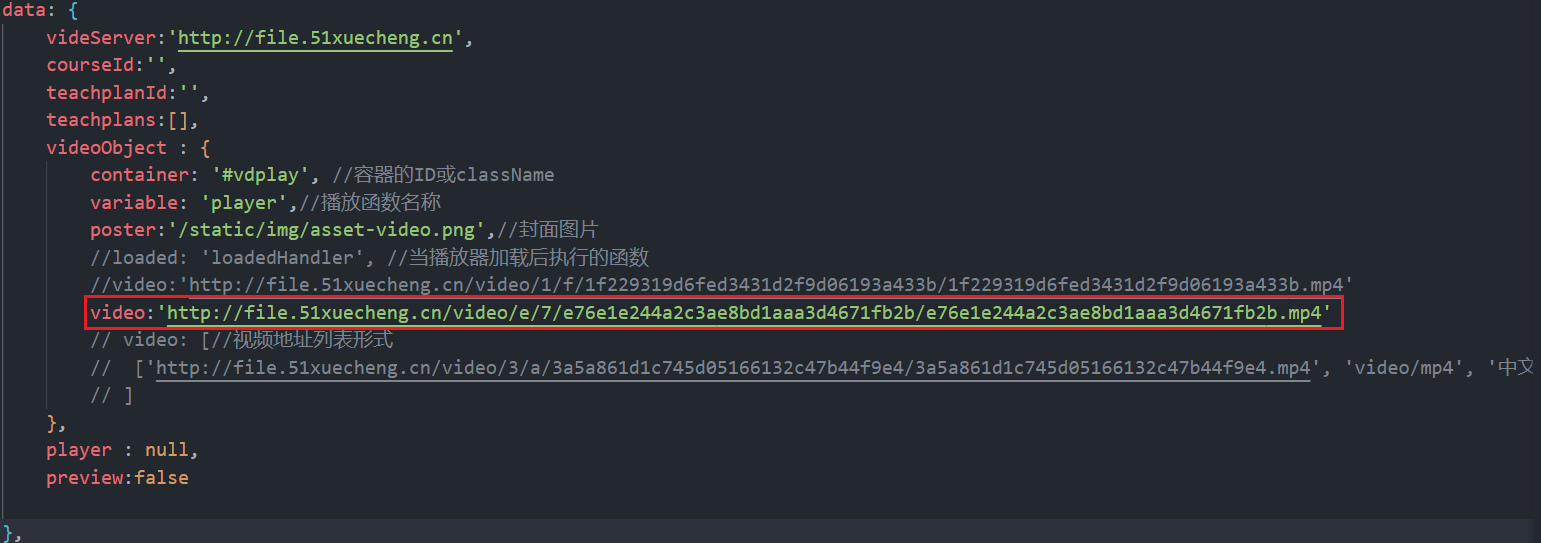 data: {
videServer:'http://file.51xuecheng.cn',
courseId:'',
teachplanId:'',
teachplans:[],
videoObject : {
container: '#vdplay', //容器的ID或className
variable: 'player',//播放函数名称
poster:'/static/img/asset-video.png',//封面图片
//loaded: 'loadedHandler', //当播放器加载后执行的函数
//video:'http://file.51xuecheng.cn/video/1/f/1f229319d6fed3431d2f9d06193a433b/1f229319d6fed3431d2f9d06193a433b.mp4'
video:'http://file.51xuecheng.cn/video/e/7/e76e1e244a2c3ae8bd1aaa3d4671fb2b/e76e1e244a2c3ae8bd1aaa3d4671fb2b.mp4'
// video: [//视频地址列表形式
// ['http://file.51xuecheng.cn/video/3/a/3a5a861d1c745d05166132c47b44f9e4/3a5a861d1c745d05166132c47b44f9e4.mp4', 'video/mp4', '中文
// ]
},
player : null,
preview:false
},